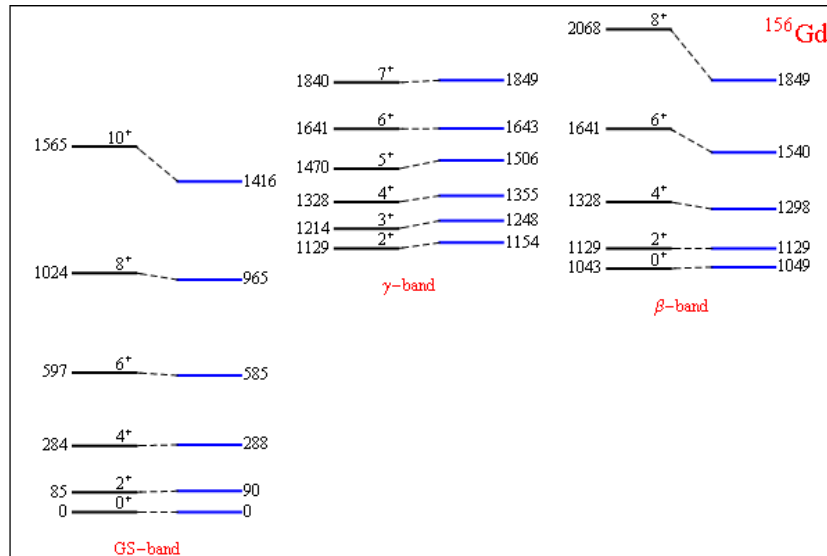 2068 8⁺ ¹⁵⁶Gd
1840 7⁺ 1849 1849
1565 10⁺ 1641 6⁺ 1643 1641 6⁺ 1540
1416 1470 5⁺ 1506
1328 4⁺ 1355 1328 4⁺ 1298
1214 3⁺ 1248
1129 2⁺ 1154 1129 2⁺ 1129
1024 8⁺ 965 1043 0⁺ 1049
γ-band β-band
597 6⁺ 585
284 4⁺ 288
85 2⁺ 90
0 0⁺ 0
GS-band